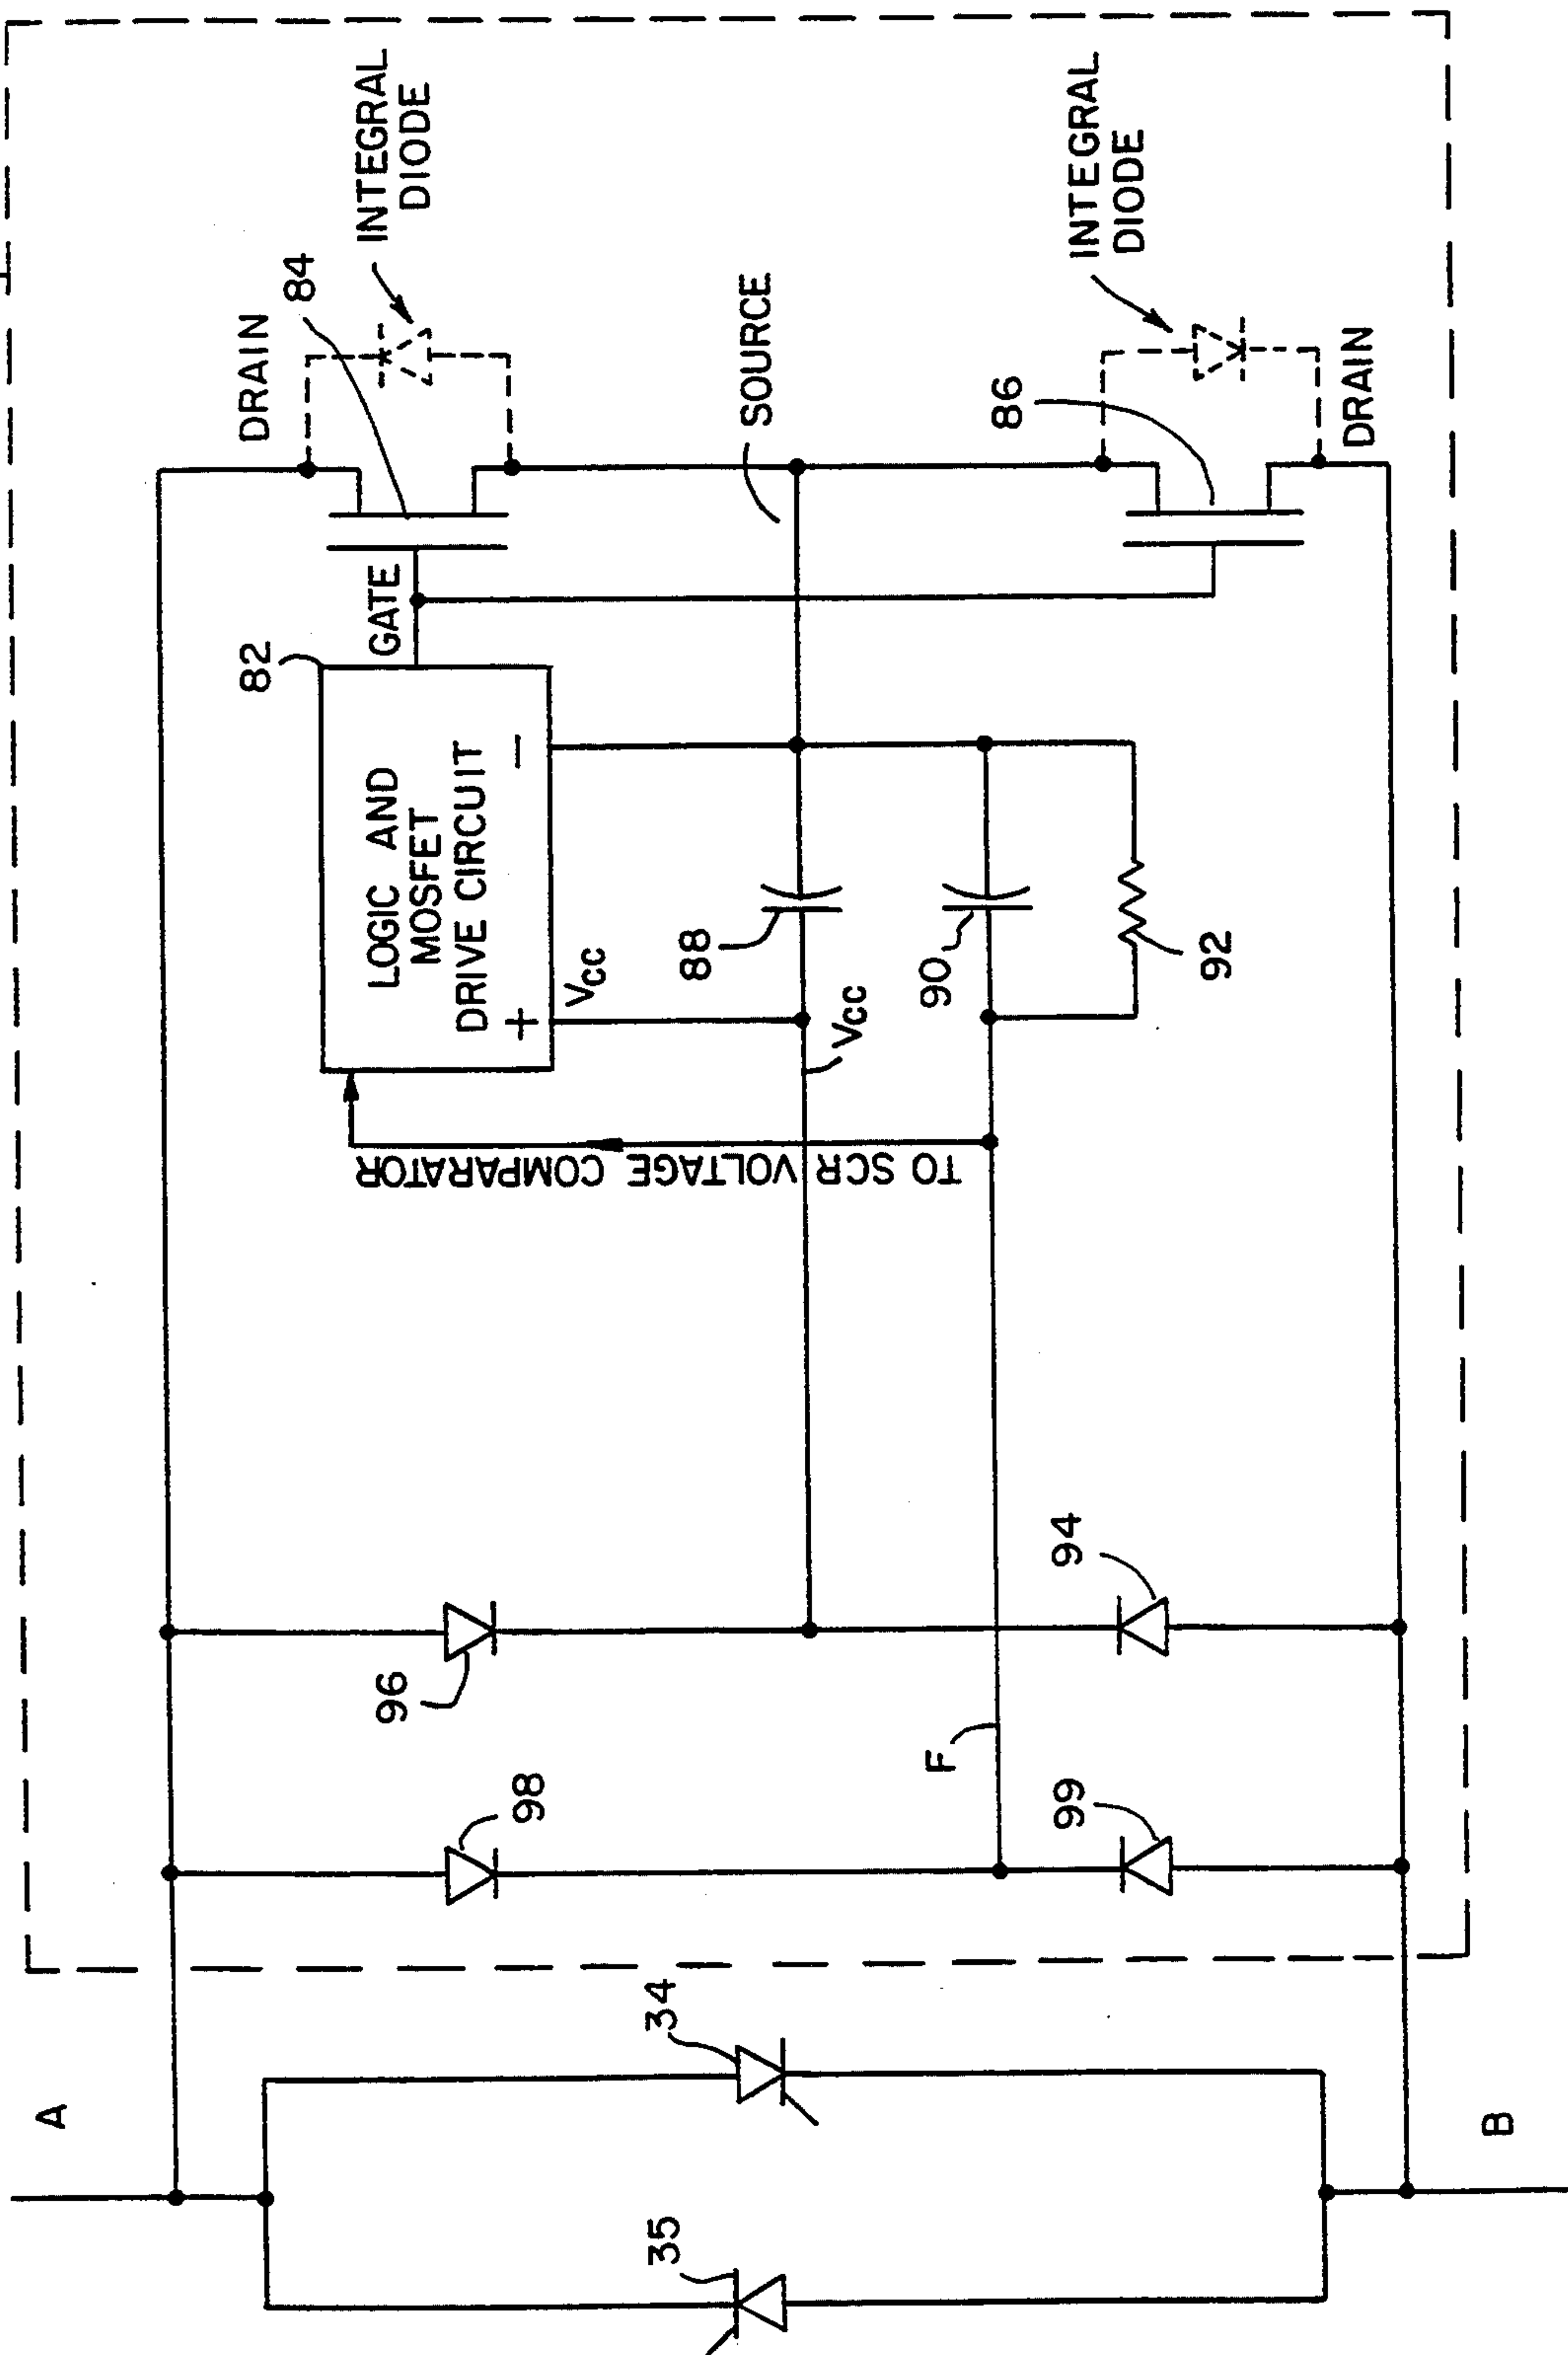 A
35
34
B
98
99
F
96
94
TO SCR VOLTAGE COMPARATOR
82
LOGIC AND
MOSFET
DRIVE CIRCUIT
+
−
VCC
VCC
88
90
92
GATE
DRAIN
84
INTEGRAL
DIODE
SOURCE
86
DRAIN
INTEGRAL
DIODE